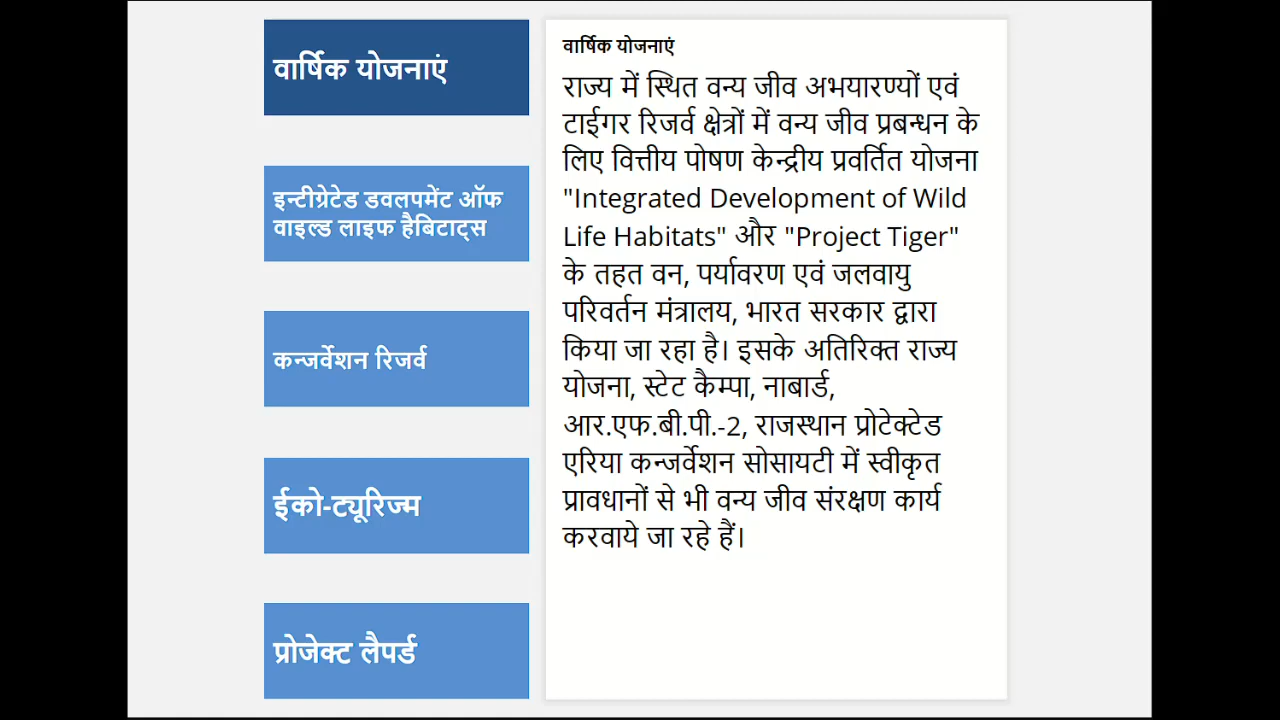 वार्षिक योजनाएं
इन्टीग्रेटेड डवलपमेंट ऑफ
वाइल्ड लाइफ हैबिटाट्स
कन्जर्वेशन रिजर्व
ईको-ट्यूरिज्म
प्रोजेक्ट लैपर्ड
वार्षिक योजनाएं
राज्य में स्थित वन्य जीव अभयारण्यों एवं
टाईगर रिजर्व क्षेत्रों में वन्य जीव प्रबन्धन के
लिए वित्तीय पोषण केन्द्रीय प्रवर्तित योजना
"Integrated Development of Wild
Life Habitats" और "Project Tiger"
के तहत वन, पर्यावरण एवं जलवायु
परिवर्तन मंत्रालय, भारत सरकार द्वारा
किया जा रहा है। इसके अतिरिक्त राज्य
योजना, स्टेट कैम्पा, नाबार्ड,
आर.एफ.बी.पी.-2, राजस्थान प्रोटेक्टेड
एरिया कन्जर्वेशन सोसायटी में स्वीकृत
प्रावधानों से भी वन्य जीव संरक्षण कार्य
करवाये जा रहे हैं।